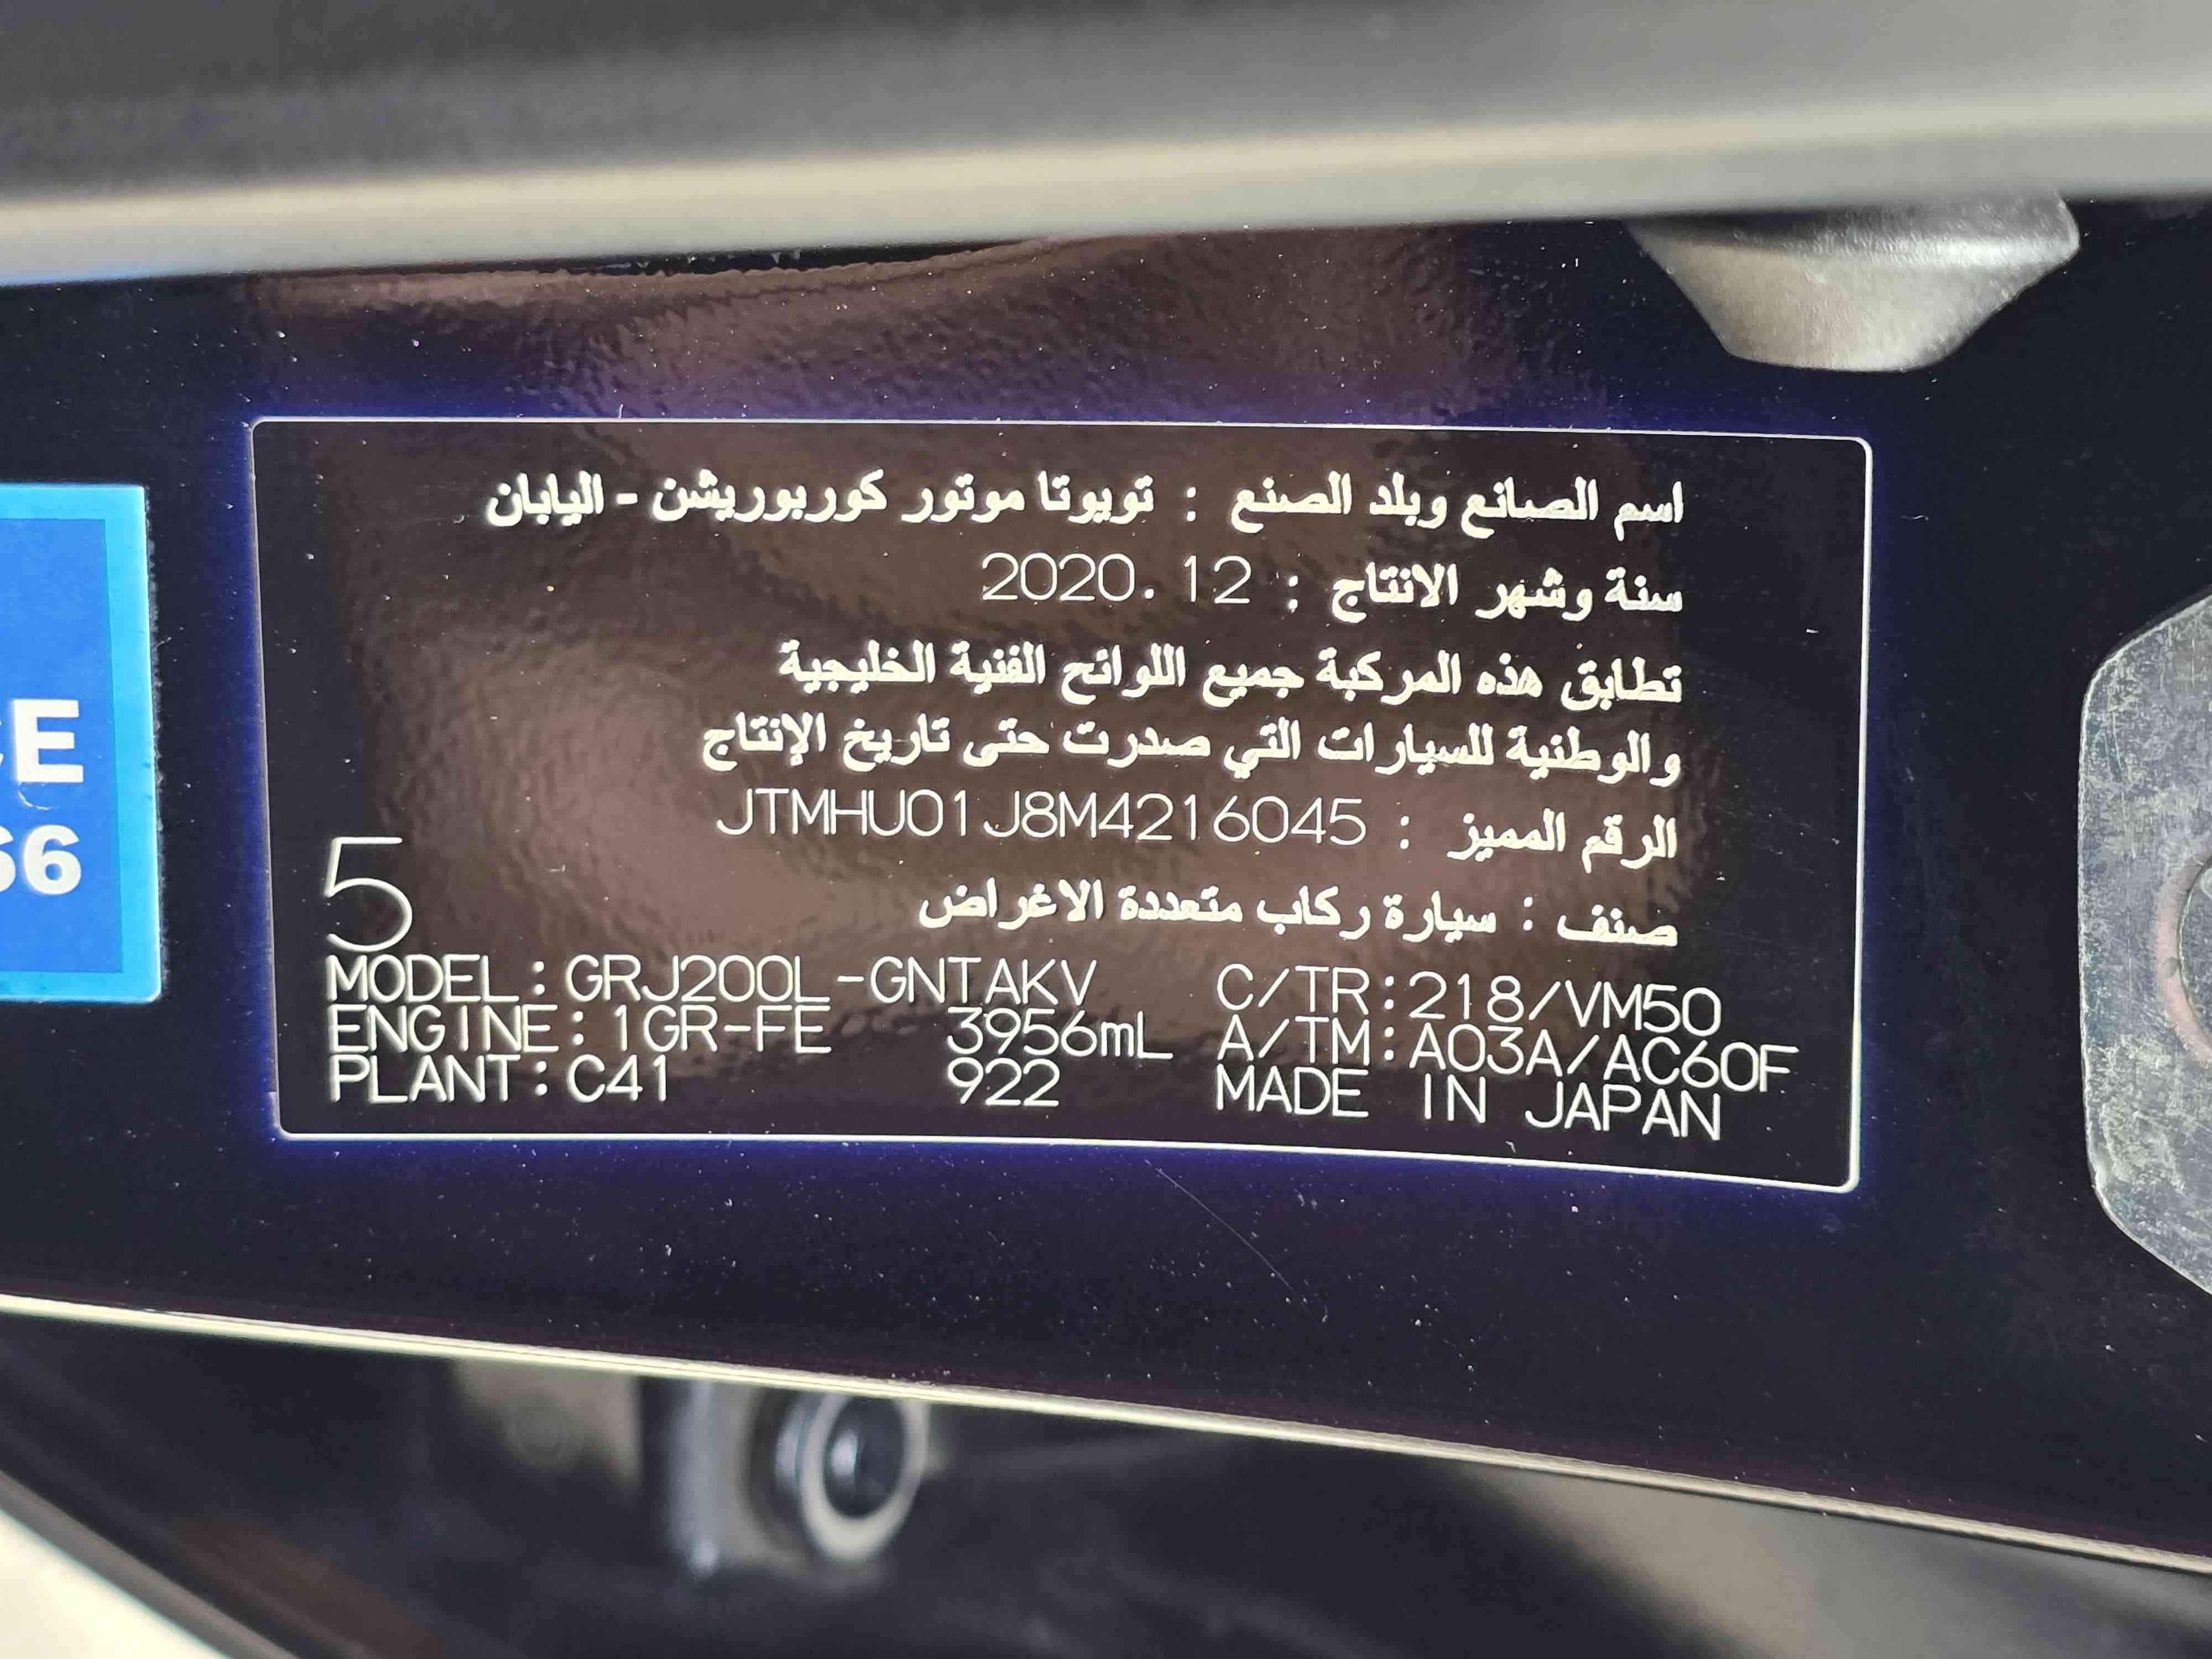 اسم الصانع وبلد الصنع : تويوتا موتور كوربوريشن - اليابان
سنة وشهر الانتاج : 2020.12
تطابق هذه المركبة جميع اللوائح الفنية الخليجية
والوطنية للسيارات التي صدرت حتى تاريخ الإنتاج
الرقم المميز : JTMHU01J8M4216045
صنف : سيارة ركاب متعددة الاغراض
5
MODEL:GRJ200L-GNTAKV C/TR:218/VM50
ENGINE:1GR-FE 3956mL A/TM:A03A/AC60F
PLANT:C41 922 MADE IN JAPAN